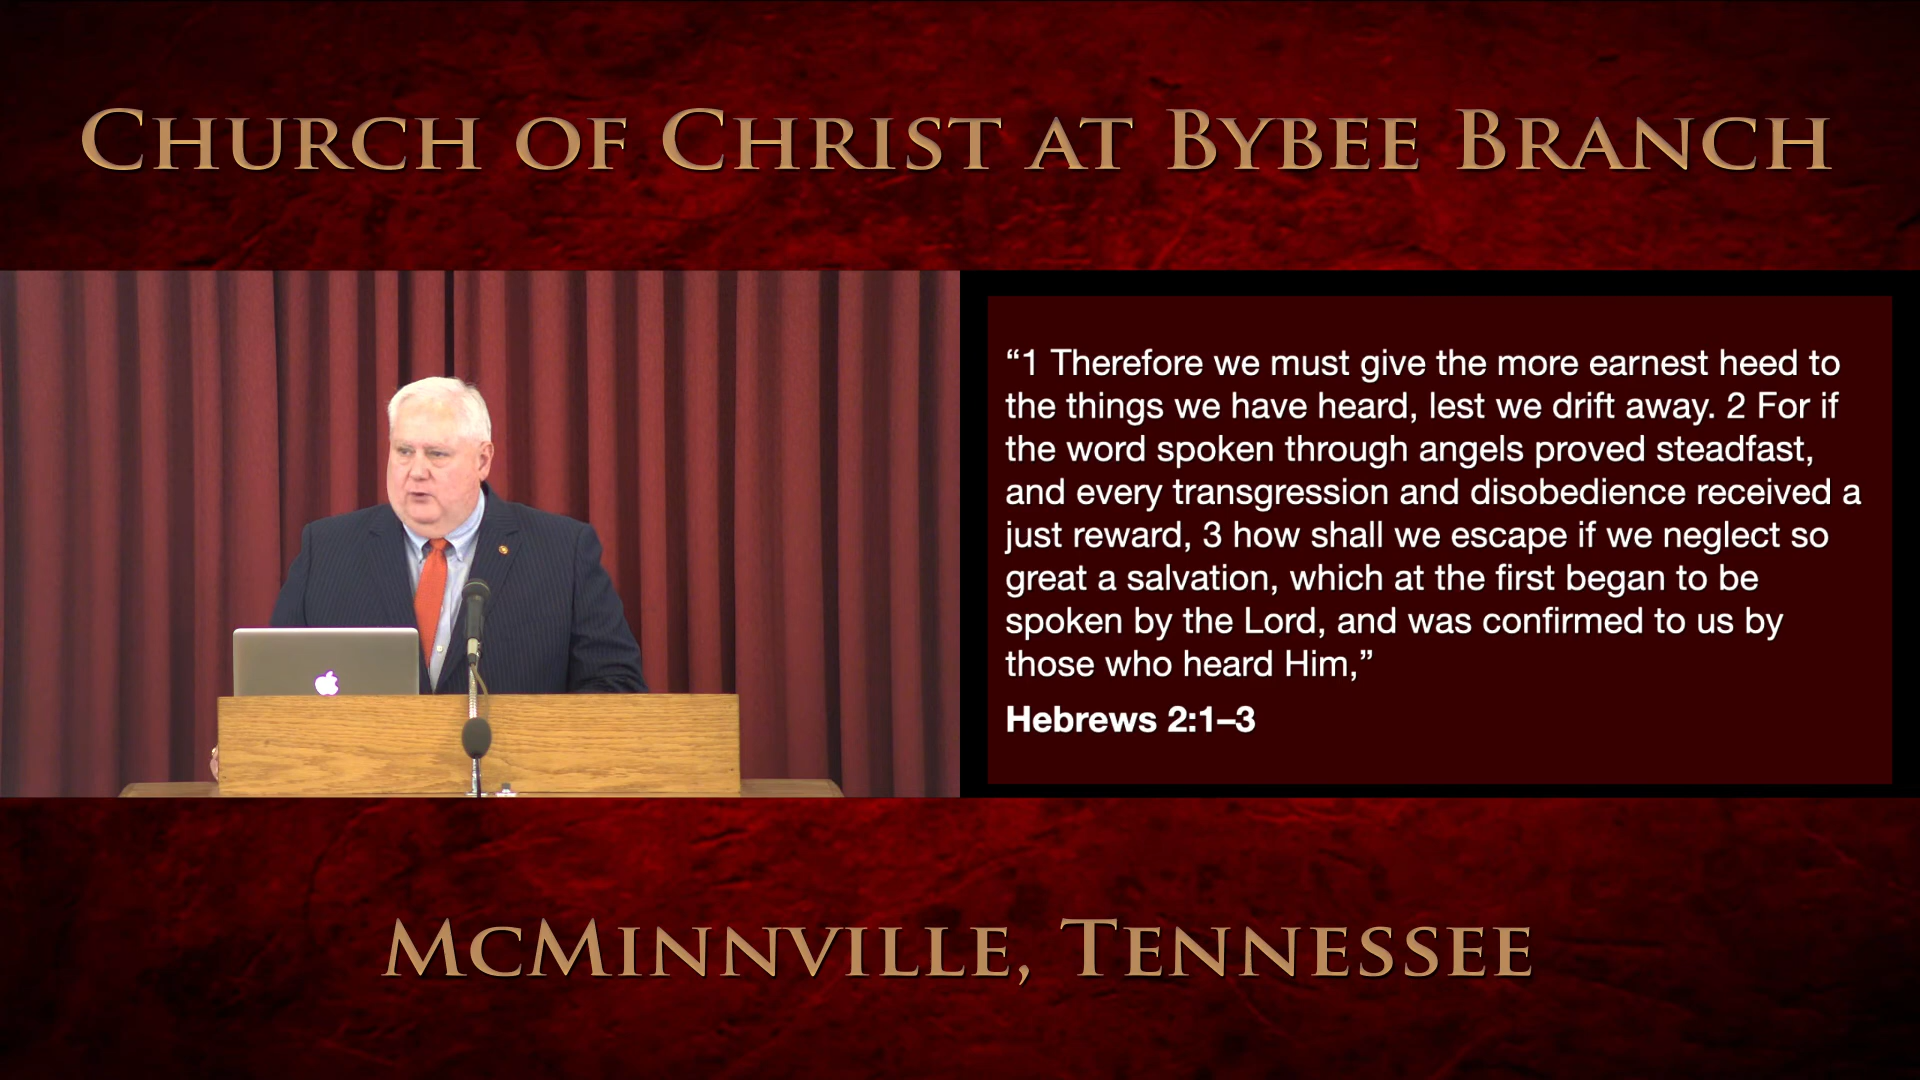 Church of Christ at Bybee Branch
“1 Therefore we must give the more earnest heed to
the things we have heard, lest we drift away. 2 For if
the word spoken through angels proved steadfast,
and every transgression and disobedience received a
just reward, 3 how shall we escape if we neglect so
great a salvation, which at the first began to be
spoken by the Lord, and was confirmed to us by
those who heard Him,”
Hebrews 2:1–3
McMinnville, Tennessee